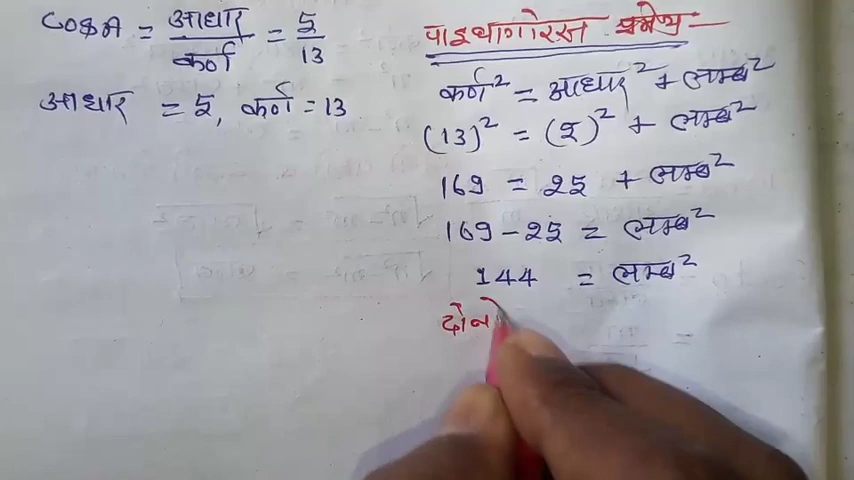 cosA = आधार / कर्ण = 5 / 13
आधार = 5, कर्ण = 13
पाइथागोरस प्रमेय —
कर्ण² = आधार² + लम्ब²
(13)² = (5)² + लम्ब²
169 = 25 + लम्ब²
169 - 25 = लम्ब²
144 = लम्ब²
दोन